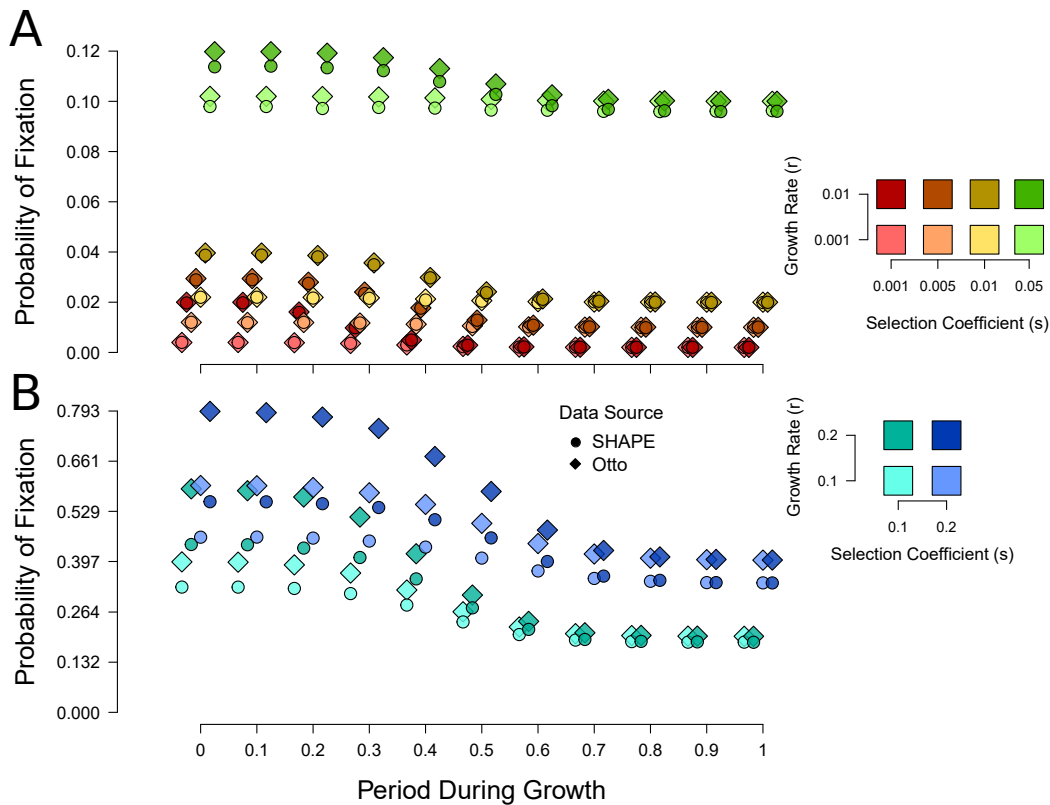 A
Probability of Fixation
0.12
0.10
0.08
0.06
0.04
0.02
0.00
Growth Rate (r)
0.01
0.001
0.001
0.005
0.01
0.05
Selection Coefficient (s)
B
Probability of Fixation
0.793
0.661
0.529
0.397
0.264
0.132
0.000
Data Source
SHAPE
Otto
Growth Rate (r)
0.2
0.1
0.1
0.2
Selection Coefficient (s)
0
0.1
0.2
0.3
0.4
0.5
0.6
0.7
0.8
0.9
1
Period During Growth